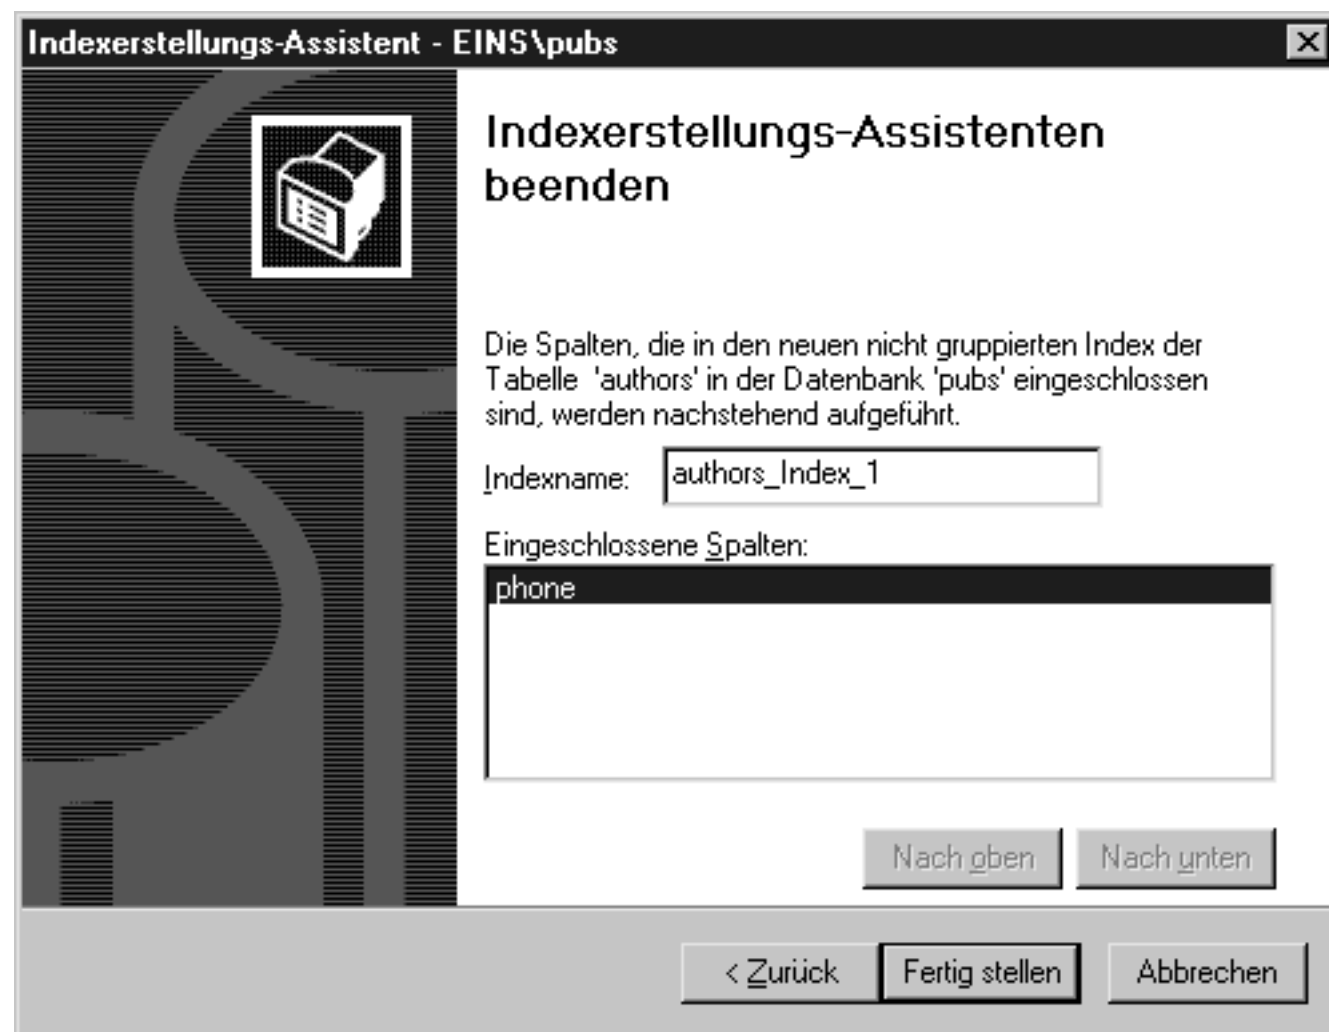 Indexerstellungs-Assistent - EINS\pubs
Indexerstellungs-Assistenten
beenden
Die Spalten, die in den neuen nicht gruppierten Index der
Tabelle  'authors' in der Datenbank 'pubs' eingeschlossen
sind, werden nachstehend aufgeführt.
Indexname: authors_Index_1
Eingeschlossene Spalten:
phone
Nach oben Nach unten
< Zurück Fertig stellen Abbrechen